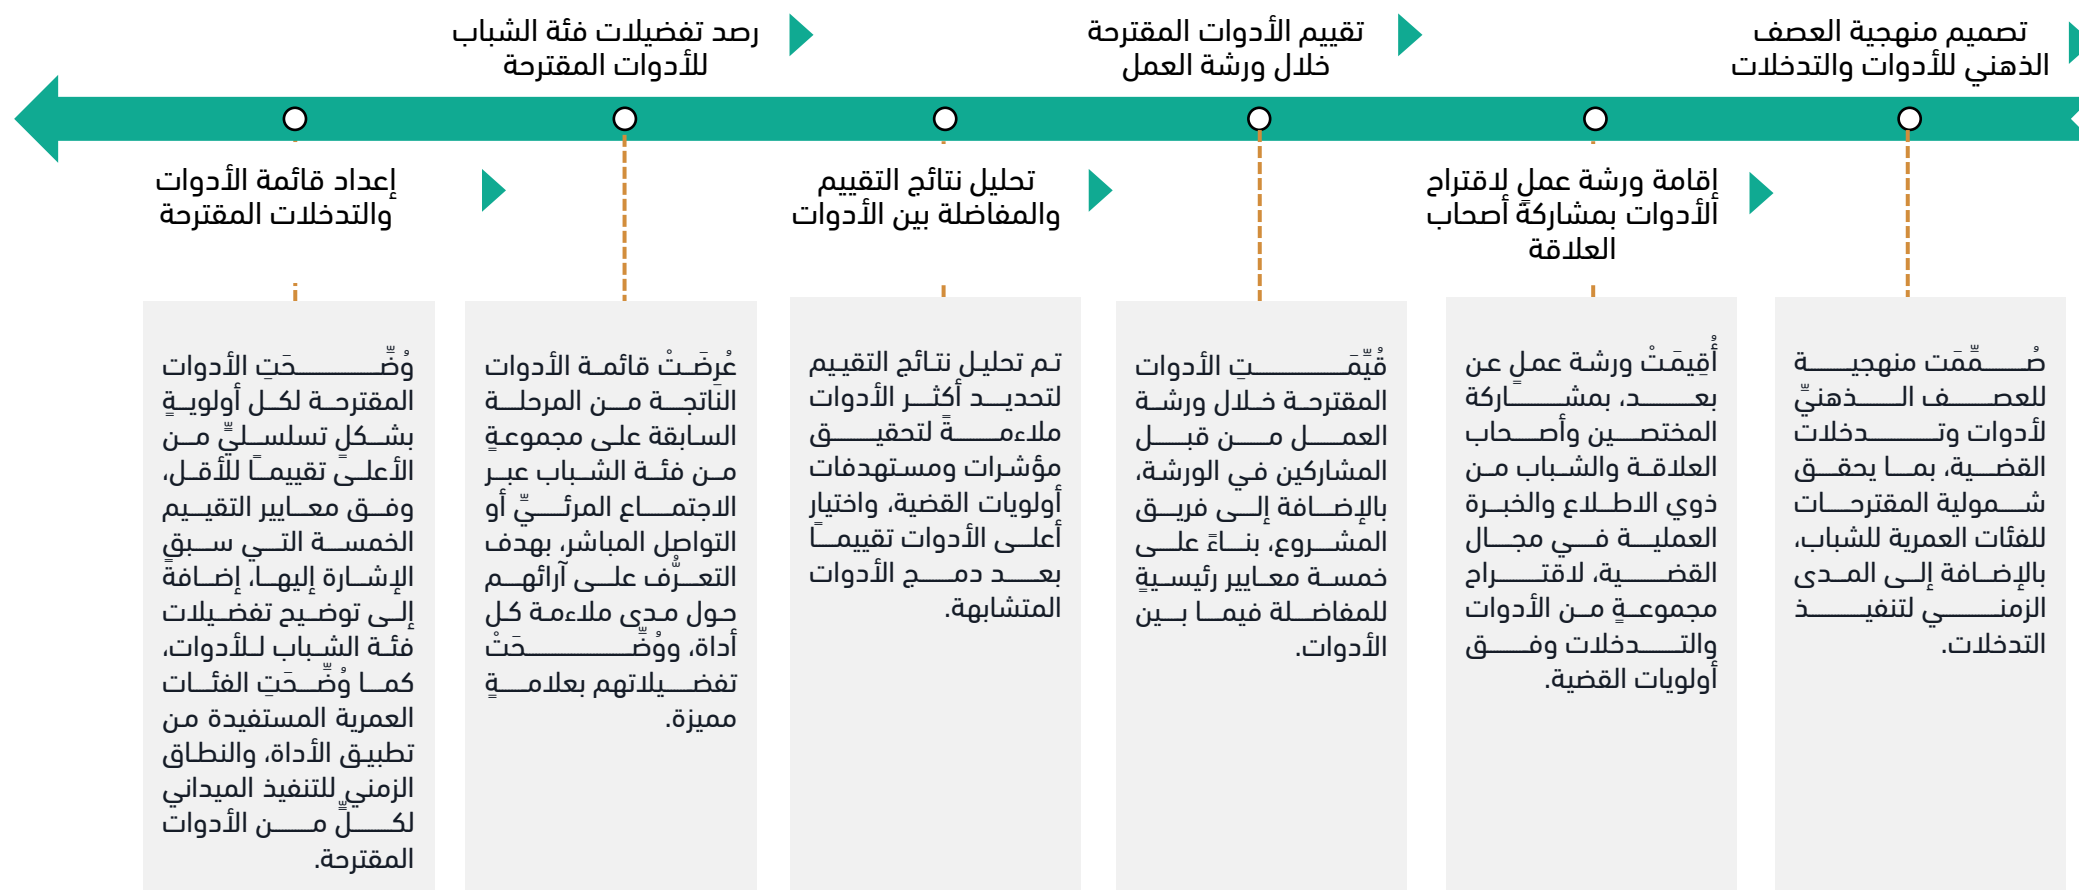 تصميم منهجية العصف
الذهني للأدوات والتدخلات
صُمِّمَت منهجية
للعصف الذهنيِّ
لأدوات وتدخلات
القضية، بما يحقق
شمولية المقترحات
للفئات العمرية للشباب،
بالإضافة إلى المدى
الزمني لتنفيذ
التدخلات.
إقامة ورشة عملٍ لاقتراح
الأدوات بمشاركة أصحاب
العلاقة
أُقِيمَتْ ورشة عملٍ عن
بعد، بمشاركة
المختصين وأصحاب
العلاقة والشباب من
ذوي الاطلاع والخبرة
العملية في مجال
القضية، لاقتراح
مجموعةٍ من الأدوات
والتدخلات وفق
أولويات القضية.
تقييم الأدوات المقترحة
خلال ورشة العمل
قُيِّمَتِ الأدوات
المقترحة خلال ورشة
العمل من قبل
المشاركين في الورشة،
بالإضافة إلى فريق
المشروع، بناءً على
خمسة معايير رئيسيةٍ
للمفاضلة فيما بين
الأدوات.
تحليل نتائج التقييم
والمفاضلة بين الأدوات
تم تحليل نتائج التقييم
لتحديد أكثر الأدوات
ملاءمةً لتحقيق
مؤشرات ومستهدفات
أولويات القضية، واختيار
أعلى الأدوات تقييماً
بعد دمج الأدوات
المتشابهة.
رصد تفضيلات فئة الشباب
للأدوات المقترحة
عُرِضَتْ قائمة الأدوات
الناتجة من المرحلة
السابقة على مجموعةٍ
من فئة الشباب عبر
الاجتماع المرئيِّ أو
التواصل المباشر، بهدف
التعرُّف على آرائهم
حول مدى ملاءمة كل
أداة، ووُضِّحَتْ
تفضيلاتهم بعلامةٍ
مميزة.
إعداد قائمة الأدوات
والتدخلات المقترحة
وُضِّحَتِ الأدوات
المقترحة لكل أولويةٍ
بشكلٍ تسلسليٍّ من
الأعلى تقييماً للأقل،
وفق معايير التقييم
الخمسة التي سبق
الإشارة إليها، إضافةً
إلى توضيح تفضيلات
فئة الشباب للأدوات،
كما وُضِّحَتِ الفئات
العمرية المستفيدة من
تطبيق الأداة، والنطاق
الزمني للتنفيذ الميداني
لكلٍّ من الأدوات
المقترحة.